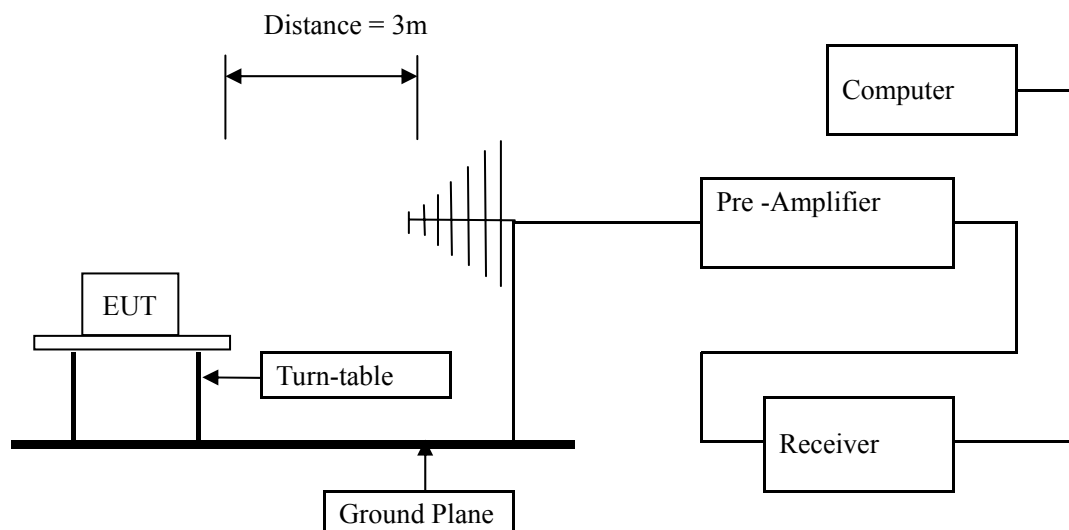 Distance = 3m
Computer
Pre -Amplifier
EUT
Turn-table
Receiver
Ground Plane